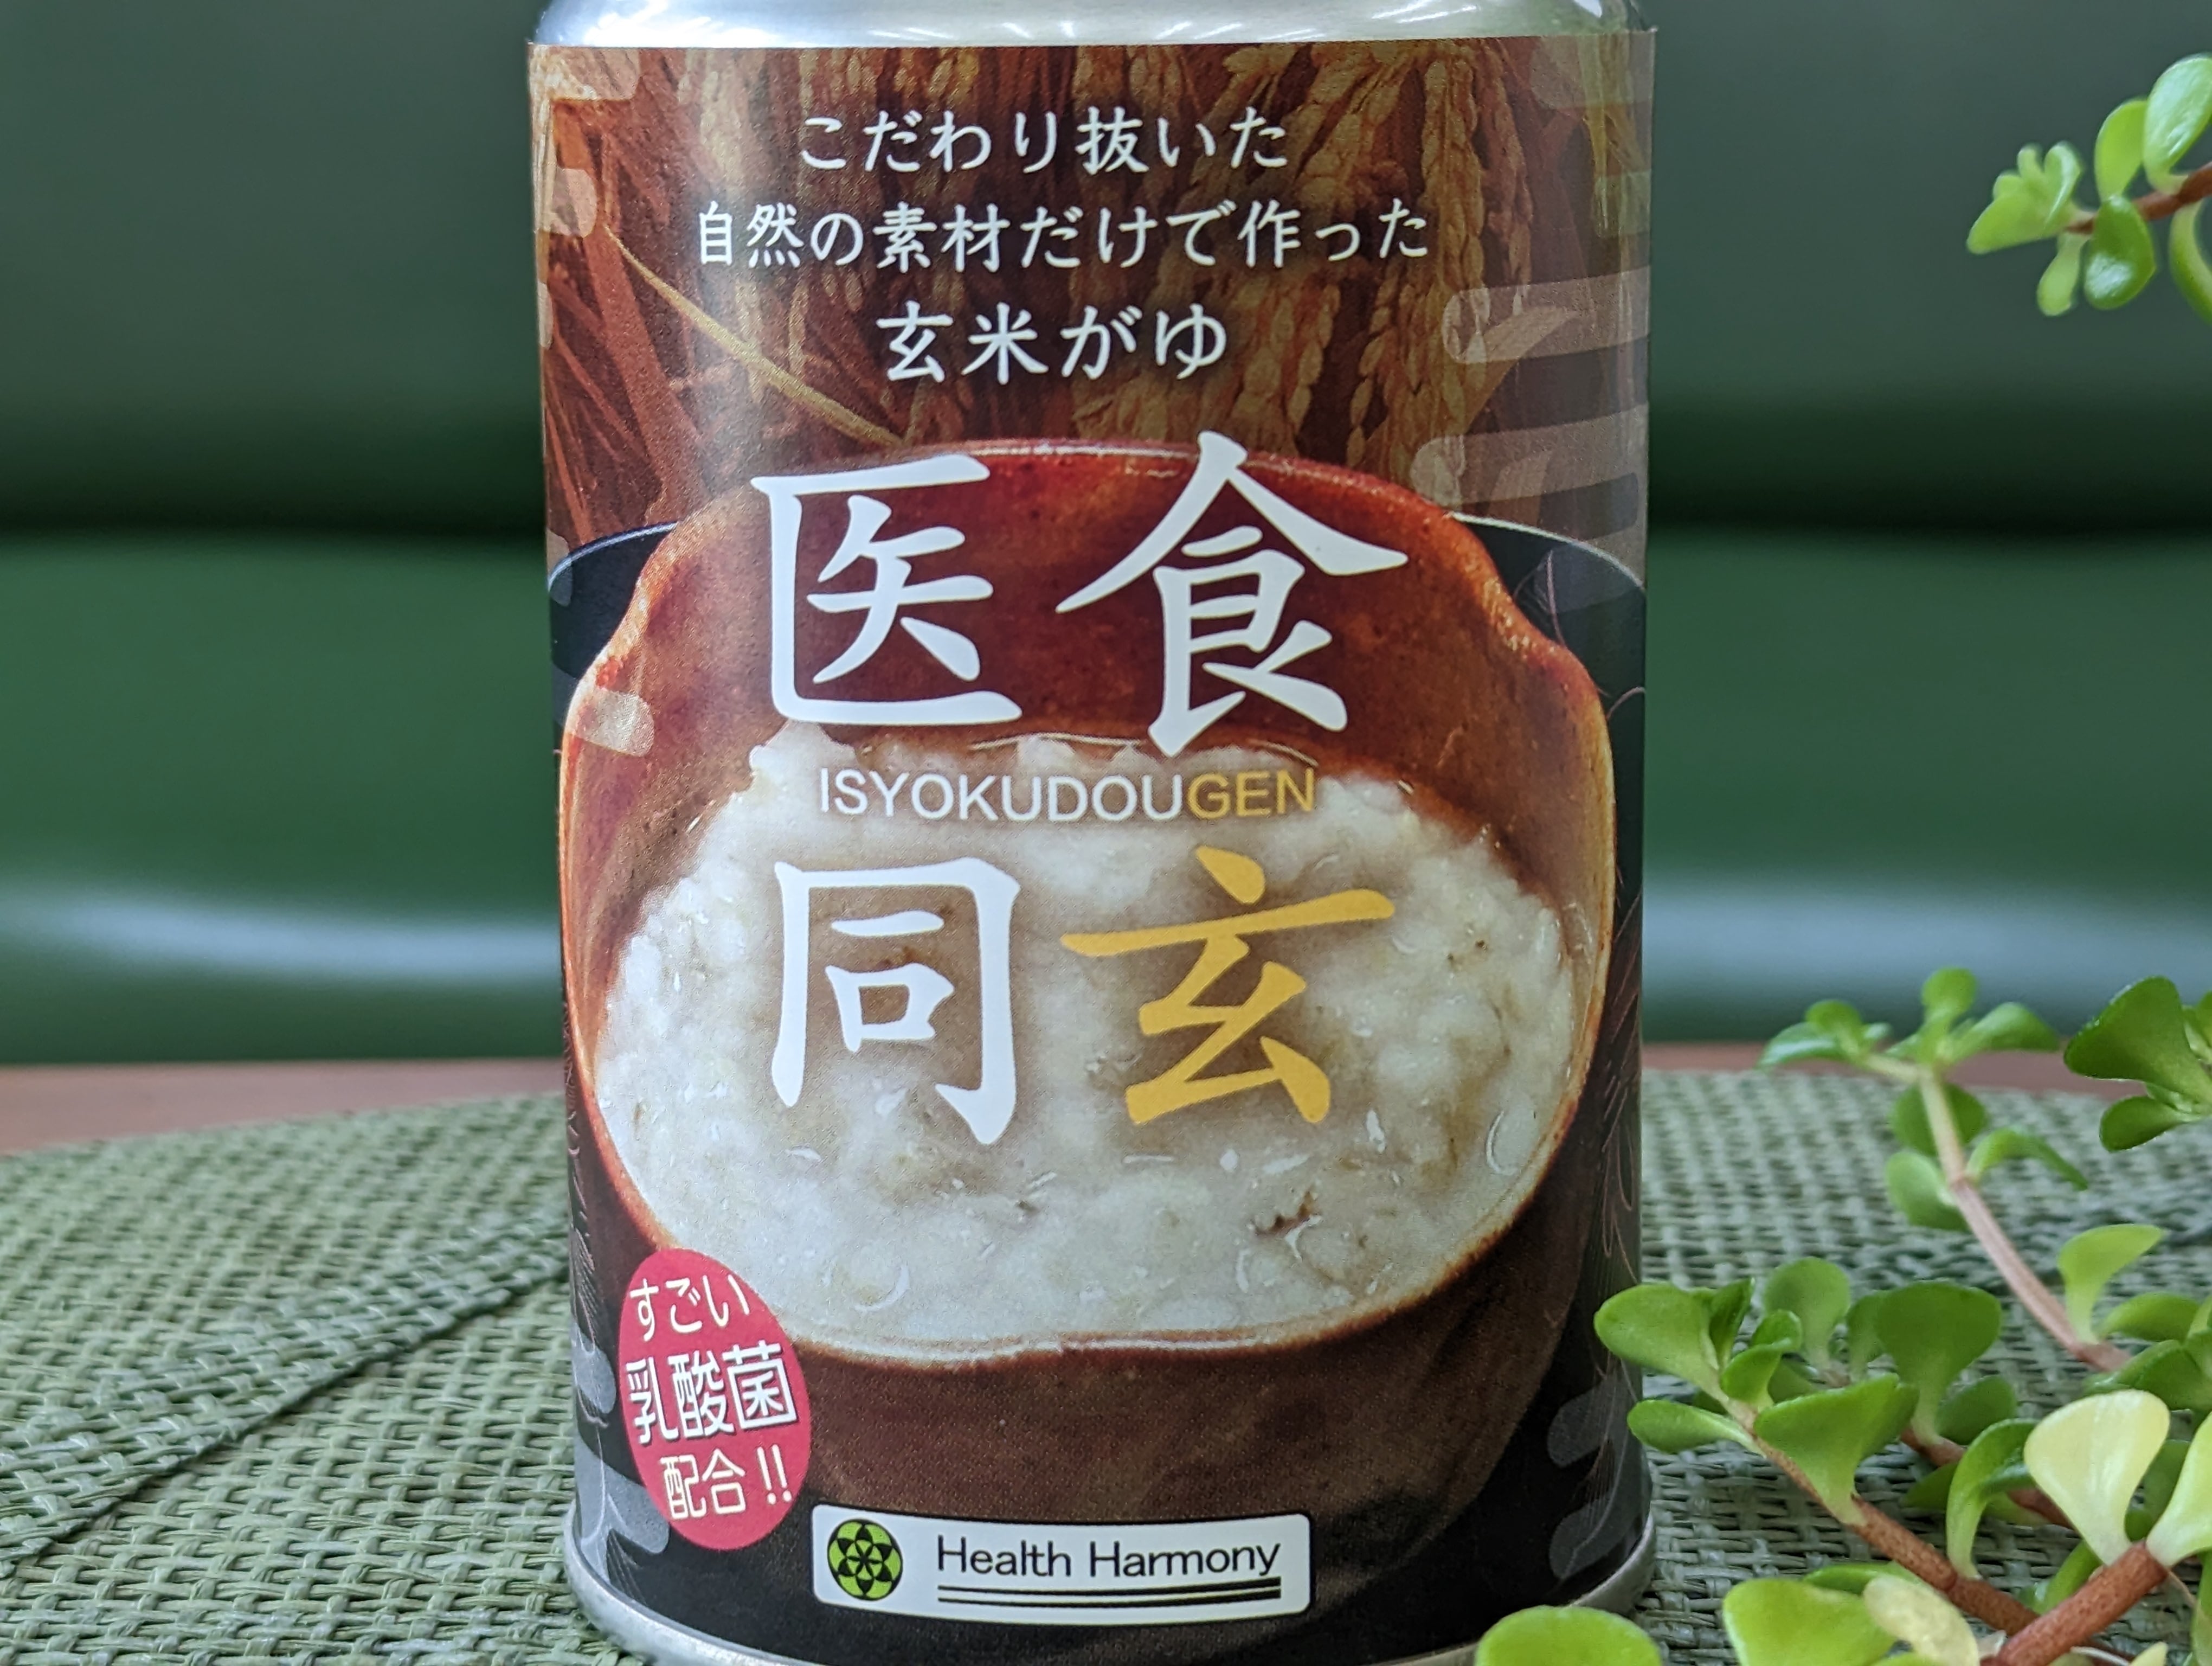 こだわり抜いた
自然の素材だけで作った
玄米がゆ
医食
ISYOKUDOUGEN
同玄
すごい
乳酸菌
配合!!
Health Harmony